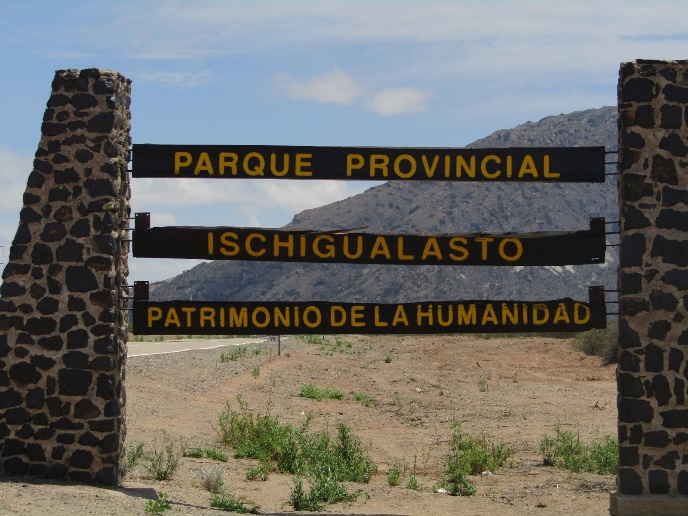 PARQUE PROVINCIAL
ISCHIGUALASTO
PATRIMONIO DE LA HUMANIDAD